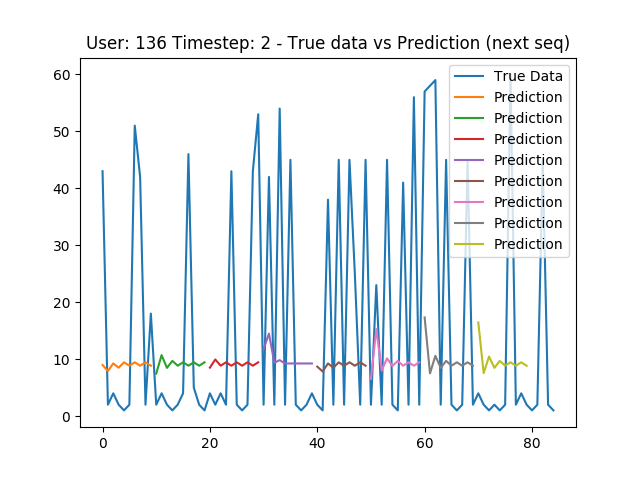 User: 136 Timestep: 2 - True data vs Prediction (next seq)
True Data
Prediction
Prediction
Prediction
Prediction
Prediction
Prediction
Prediction
Prediction
60
50
40
30
20
10
0
0 20 40 60 80